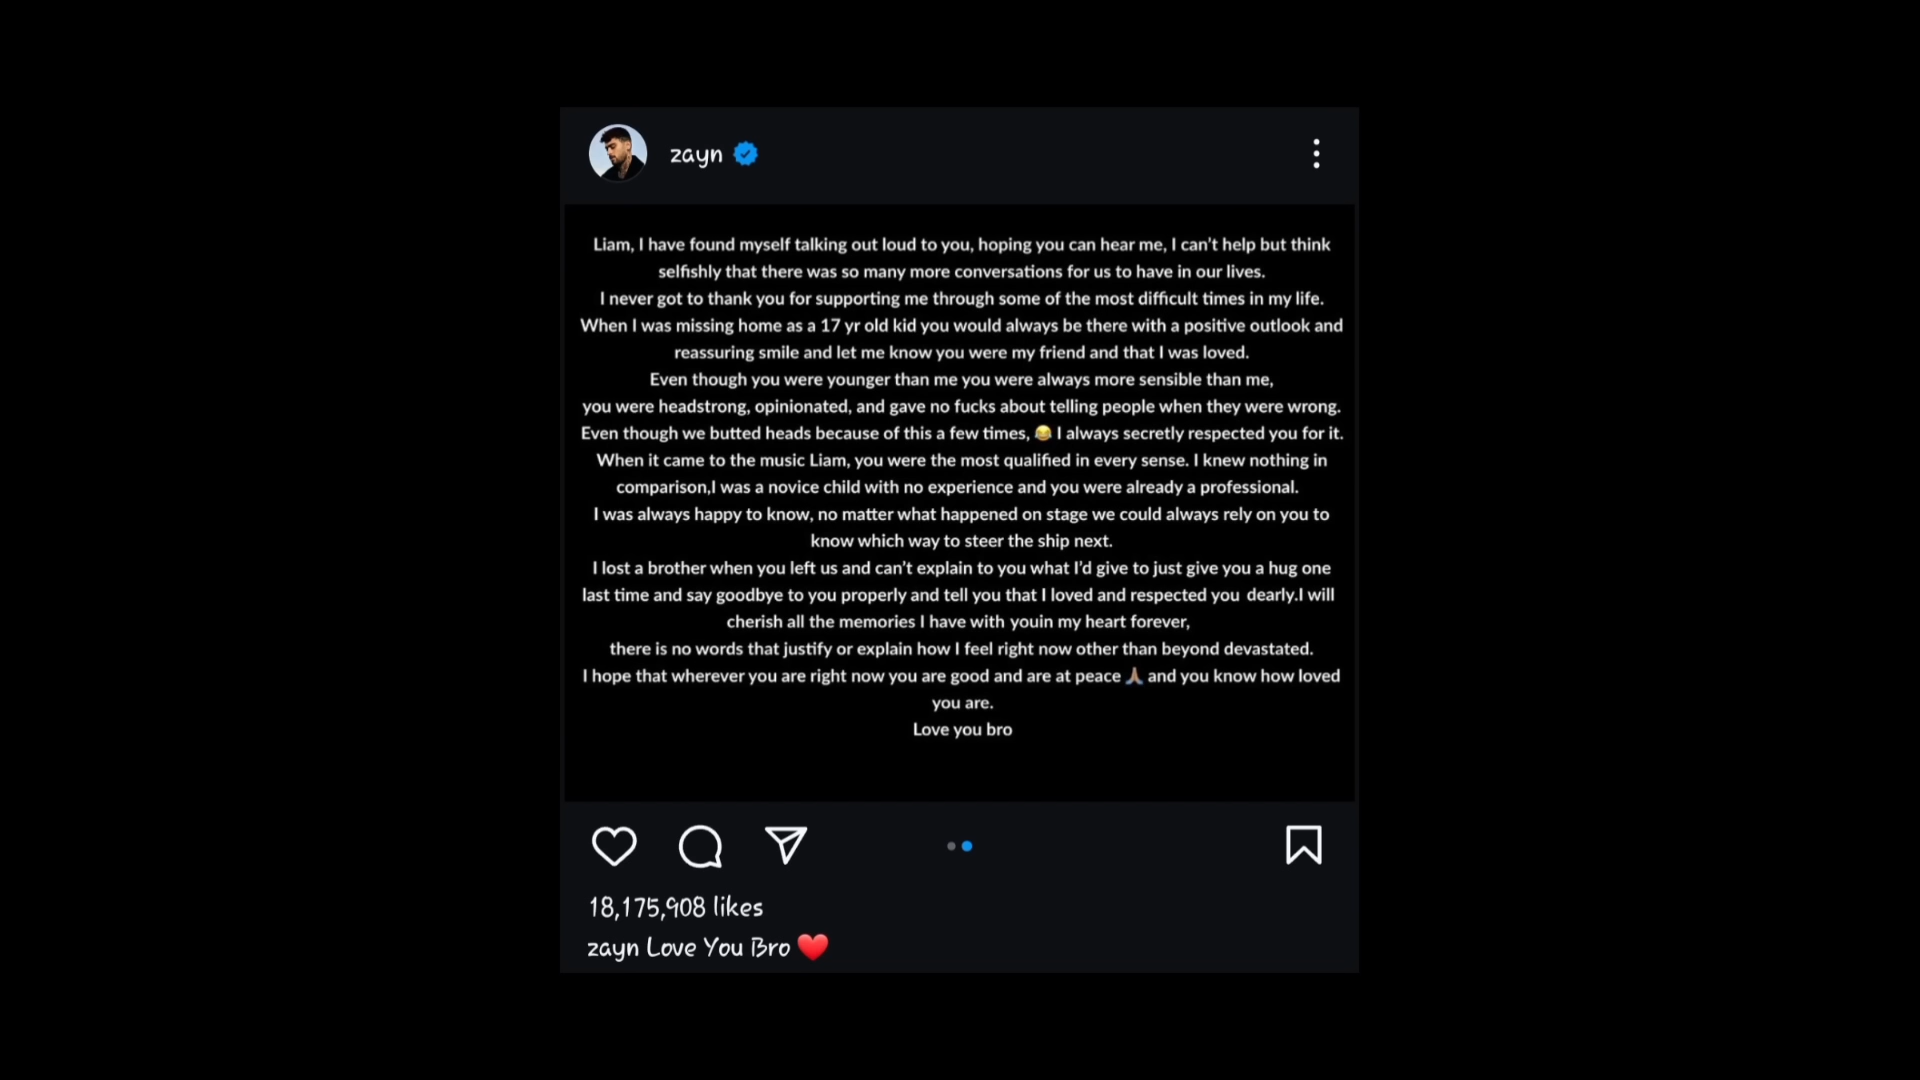 zayn
Liam, I have found myself talking out loud to you, hoping you can hear me, I can't help but think
selfishly that there was so many more conversations for us to have in our lives.
I never got to thank you for supporting me through some of the most difficult times in my life.
When I was missing home as a 17 yr old kid you would always be there with a positive outlook and
reassuring smile and let me know you were my friend and that I was loved.
Even though you were younger than me you were always more sensible than me,
you were headstrong, opinionated, and gave no fucks about telling people when they were wrong.
Even though we butted heads because of this a few times, 😂 I always secretly respected you for it.
When it came to the music Liam, you were the most qualified in every sense. I knew nothing in
comparison,I was a novice child with no experience and you were already a professional.
I was always happy to know, no matter what happened on stage we could always rely on you to
know which way to steer the ship next.
I lost a brother when you left us and can't explain to you what I'd give to just give you a hug one
last time and say goodbye to you properly and tell you that I loved and respected you dearly.I will
cherish all the memories I have with youin my heart forever,
there is no words that justify or explain how I feel right now other than beyond devastated.
I hope that wherever you are right now you are good and are at peace 🙏🏽 and you know how loved
you are.
Love you bro
18,175,908 likes
zayn Love You Bro ❤️